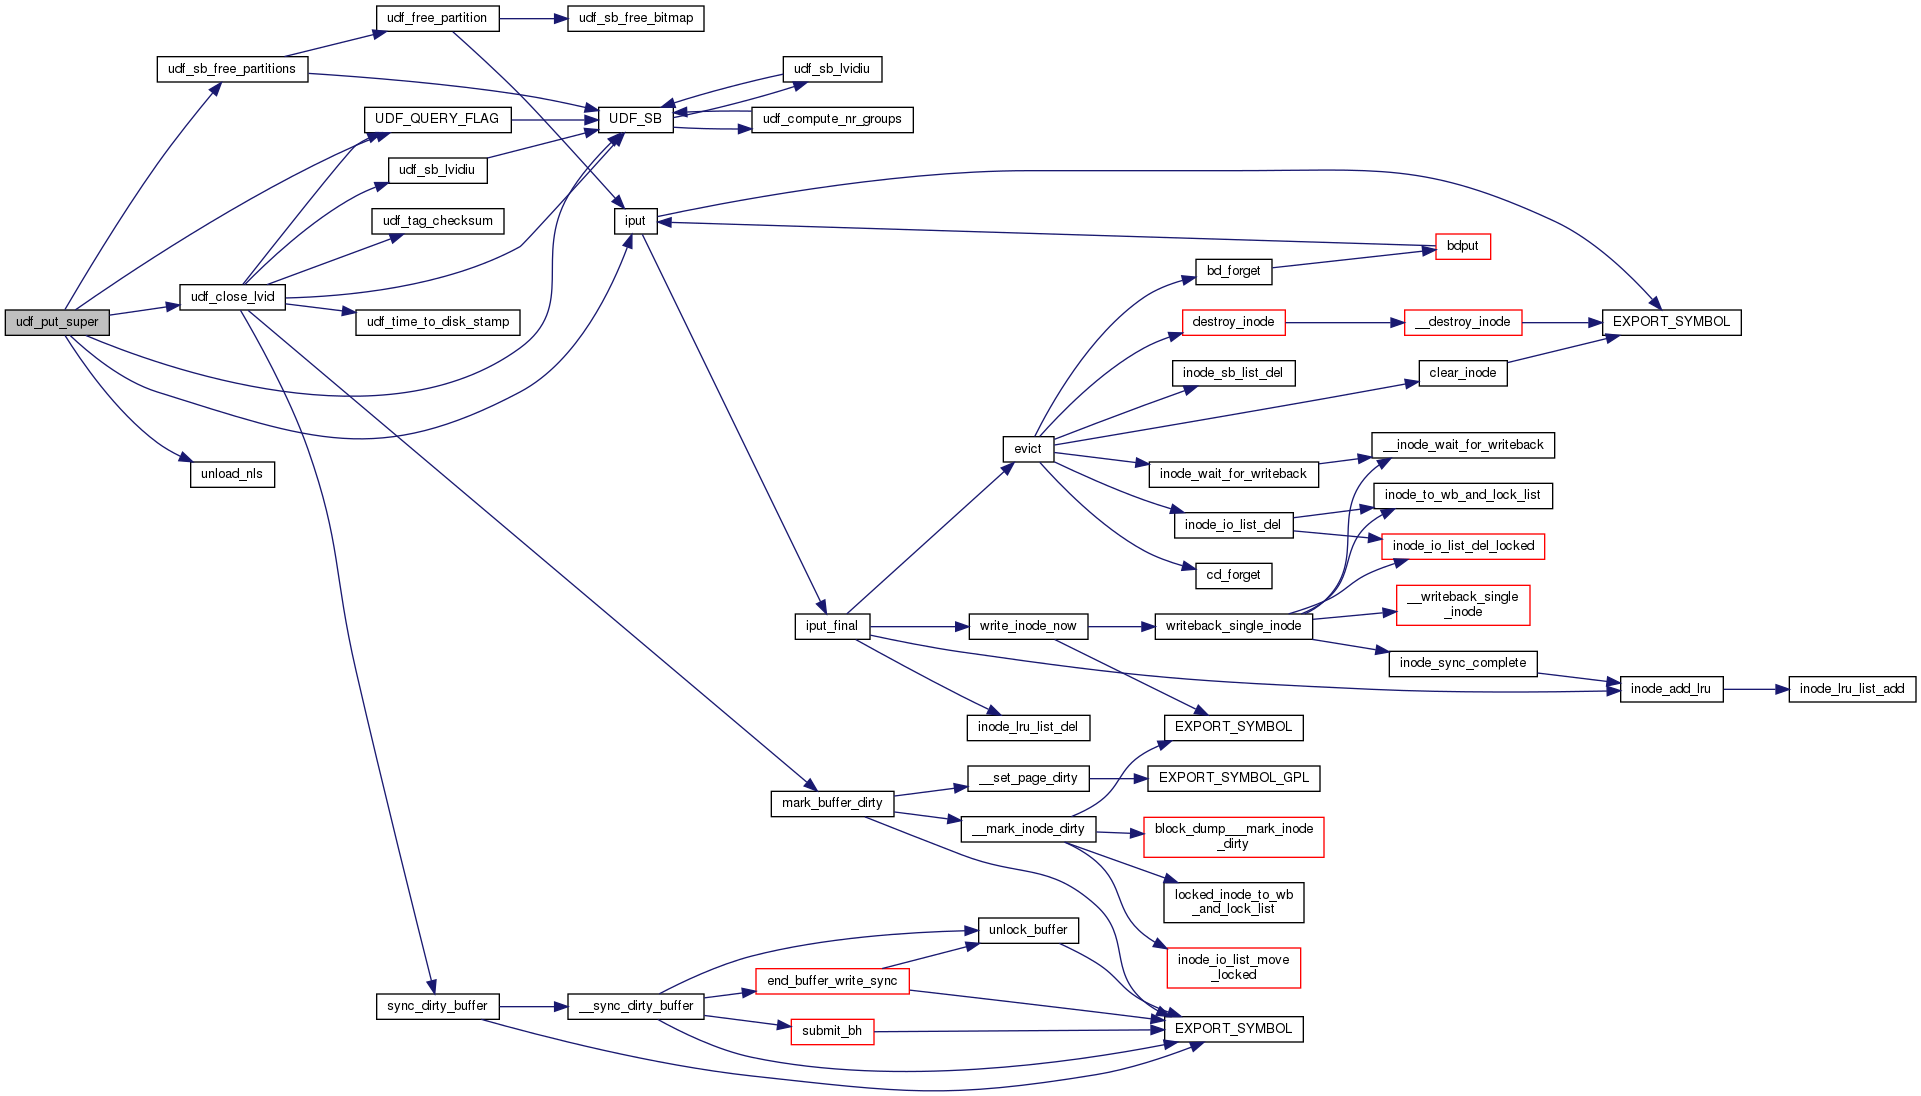 udf_free_partition
udf_sb_free_bitmap
udf_sb_free_partitions
udf_sb_lvidiu
UDF_QUERY_FLAG
UDF_SB
udf_compute_nr_groups
udf_sb_lvidiu
udf_tag_checksum
iput
bdput
bd_forget
udf_close_lvid
udf_put_super
udf_time_to_disk_stamp
destroy_inode
__destroy_inode
EXPORT_SYMBOL
inode_sb_list_del
clear_inode
evict
__inode_wait_for_writeback
unload_nls
inode_wait_for_writeback
inode_to_wb_and_lock_list
inode_io_list_del
inode_io_list_del_locked
cd_forget
__writeback_single
_inode
iput_final
write_inode_now
writeback_single_inode
inode_sync_complete
inode_add_lru
inode_lru_list_add
inode_lru_list_del
EXPORT_SYMBOL
__set_page_dirty
EXPORT_SYMBOL_GPL
mark_buffer_dirty
__mark_inode_dirty
block_dump___mark_inode
_dirty
locked_inode_to_wb
_and_lock_list
unlock_buffer
inode_io_list_move
_locked
end_buffer_write_sync
sync_dirty_buffer
__sync_dirty_buffer
submit_bh
EXPORT_SYMBOL